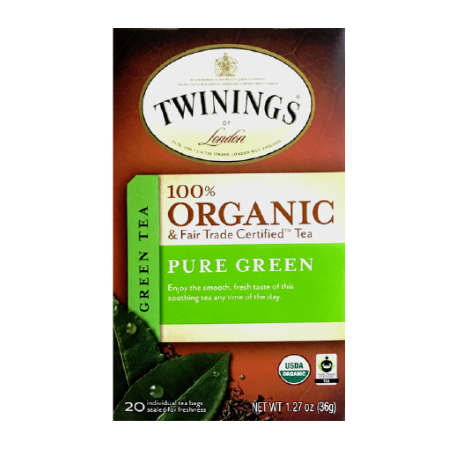 TWININGS®
OF
London
100%
ORGANIC
& Fair Trade Certified™ Tea
GREEN TEA
PURE GREEN
Enjoy the smooth, fresh taste of this
soothing tea any time of the day.
USDA
ORGANIC
TEA
20 individual tea bags
sealed for freshness
NET WT 1.27 oz (36g)